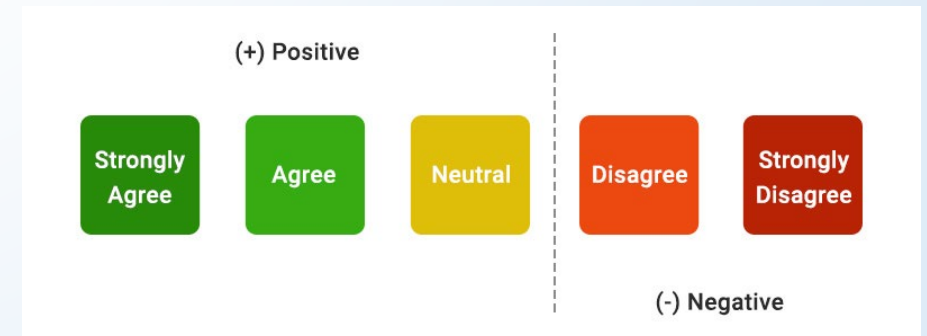 (+) Positive
Strongly
Agree
Agree
Neutral
Disagree
Strongly
Disagree
(-) Negative